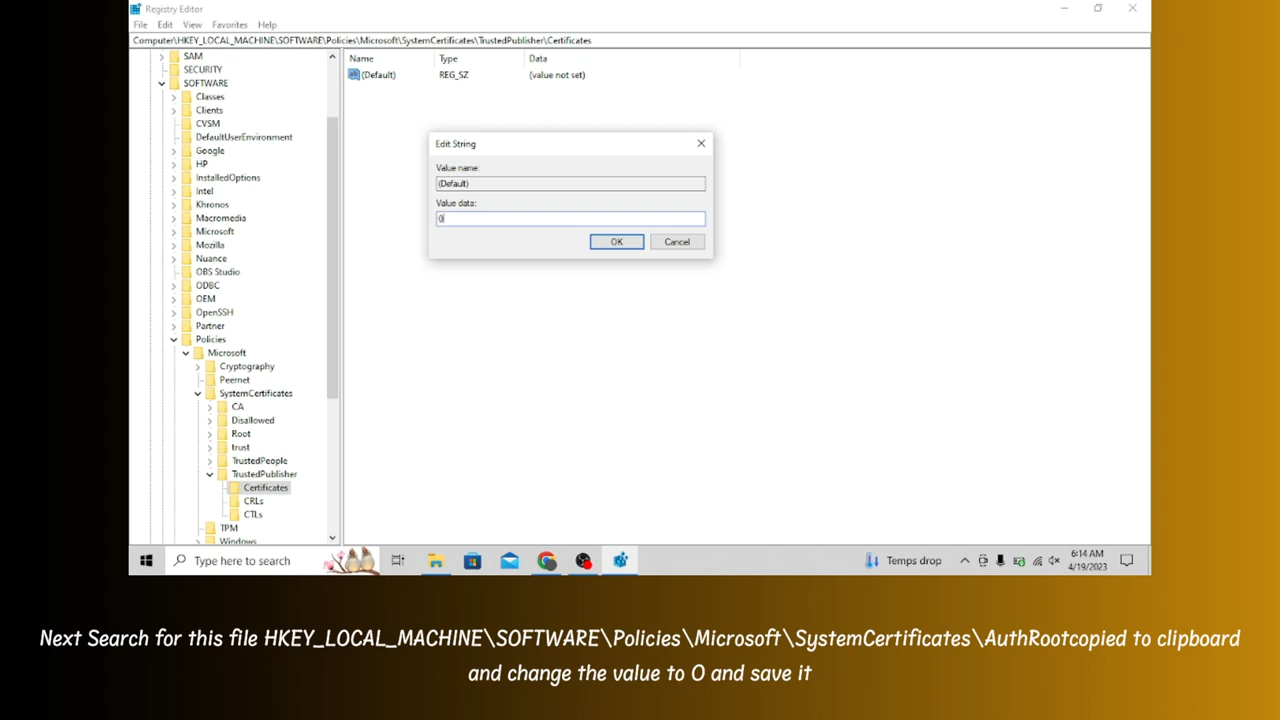 Registry Editor
File Edit View Favorites Help
Computer\HKEY_LOCAL_MACHINE\SOFTWARE\Policies\Microsoft\SystemCertificates\TrustedPublisher\Certificates
SAM
SECURITY
SOFTWARE
Classes
Clients
CVSM
DefaultUserEnvironment
Google
HP
InstalledOptions
Intel
Khronos
Macromedia
Microsoft
Mozilla
Nuance
OBS Studio
ODBC
OEM
OpenSSH
Partner
Policies
Microsoft
Cryptography
Peernet
SystemCertificates
CA
Disallowed
Root
trust
TrustedPeople
TrustedPublisher
Certificates
CRLs
CTLs
TPM
Windows
Name Type Data
ab (Default) REG_SZ (value not set)
Edit String
Value name:
(Default)
Value data:
0
OK Cancel
Type here to search
Temps drop
6:14 AM
4/19/2023
Next Search for this file HKEY_LOCAL_MACHINE\SOFTWARE\Policies\Microsoft\SystemCertificates\AuthRootcopied to clipboard
and change the value to O and save it